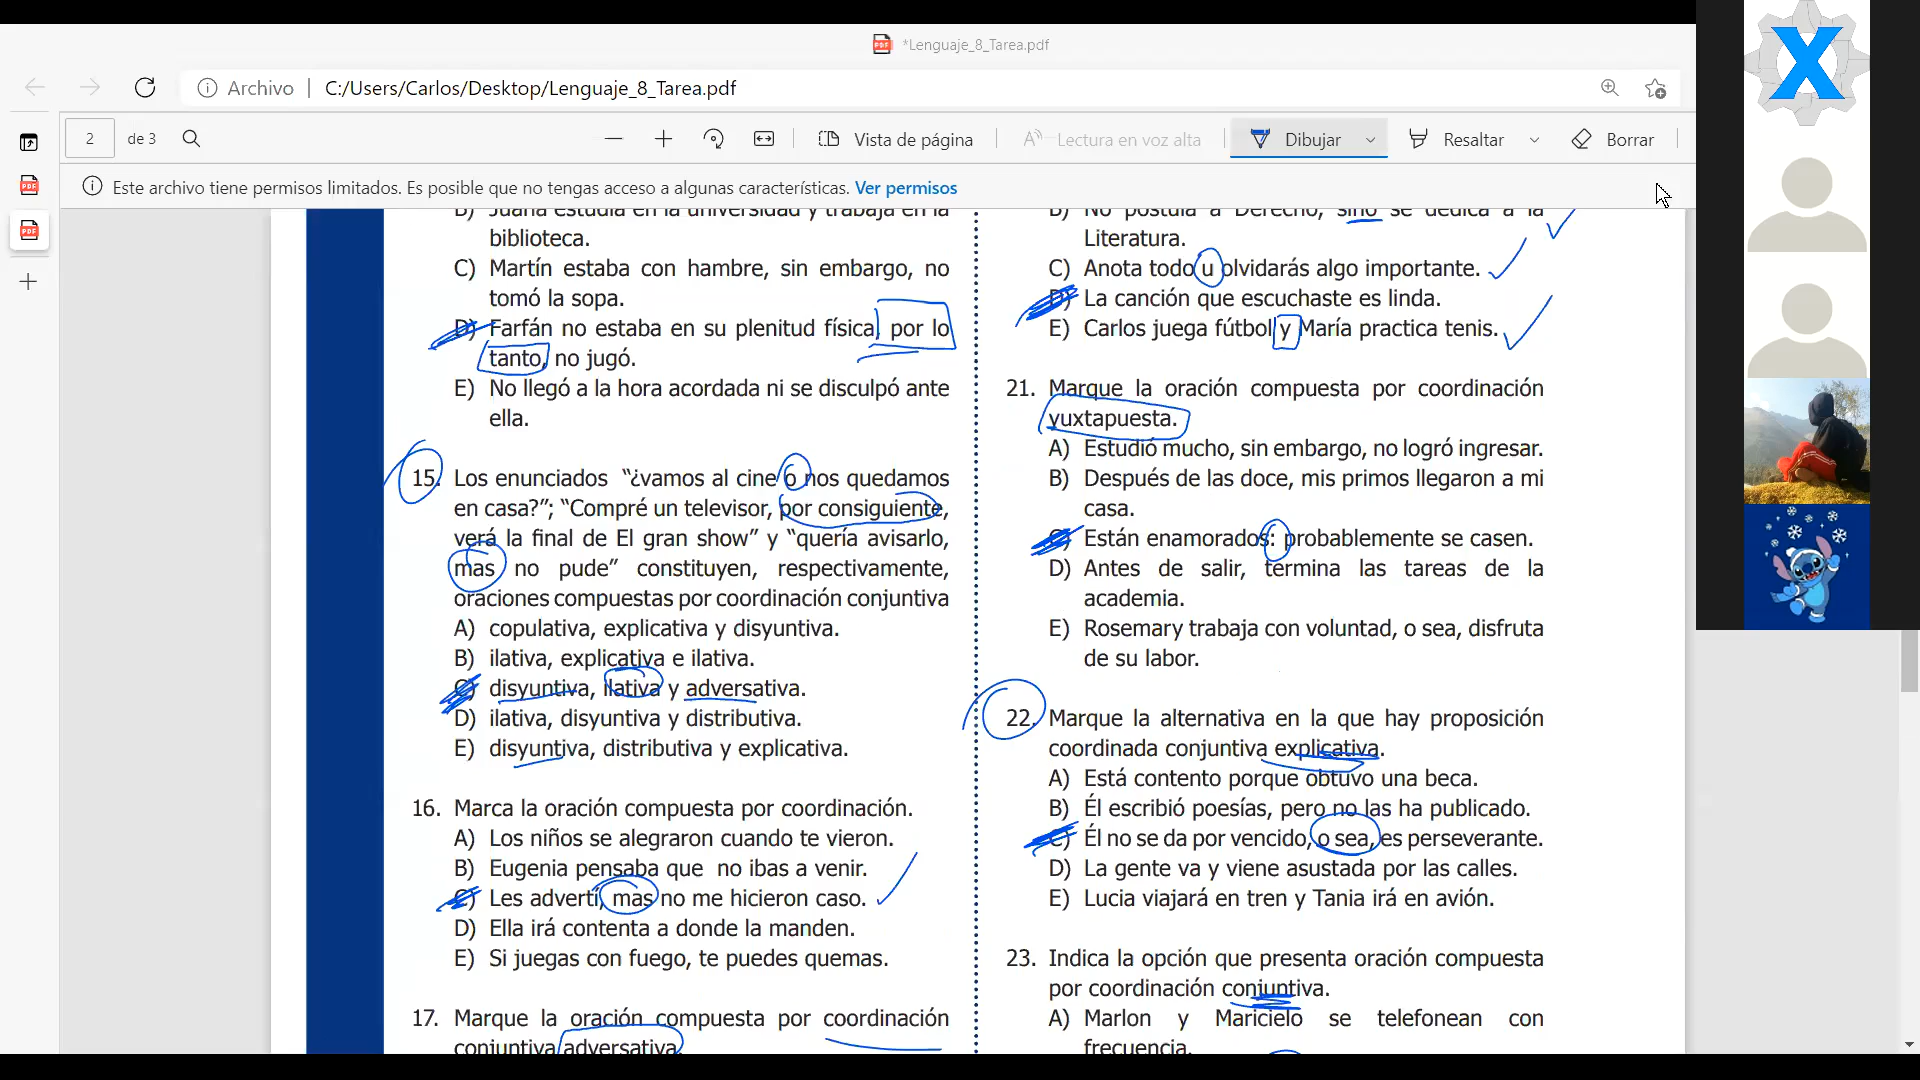 *Lenguaje_8_Tarea.pdf
Archivo | C:/Users/Carlos/Desktop/Lenguaje_8_Tarea.pdf
2 de 3 Vista de página Lectura en voz alta Dibujar Resaltar Borrar
Este archivo tiene permisos limitados. Es posible que no tengas acceso a algunas características. Ver permisos
B) Juana estudia en la universidad y trabaja en la
biblioteca.
C) Martín estaba con hambre, sin embargo, no
tomó la sopa.
D) Farfán no estaba en su plenitud física, por lo
tanto, no jugó.
E) No llegó a la hora acordada ni se disculpó ante
ella.
15. Los enunciados “¿vamos al cine o nos quedamos
en casa?”; “Compré un televisor, por consiguiente,
verá la final de El gran show” y “quería avisarlo,
mas no pude” constituyen, respectivamente,
oraciones compuestas por coordinación conjuntiva
A) copulativa, explicativa y disyuntiva.
B) ilativa, explicativa e ilativa.
C) disyuntiva, ilativa y adversativa.
D) ilativa, disyuntiva y distributiva.
E) disyuntiva, distributiva y explicativa.
16. Marca la oración compuesta por coordinación.
A) Los niños se alegraron cuando te vieron.
B) Eugenia pensaba que no ibas a venir.
C) Les advertí, mas no me hicieron caso.
D) Ella irá contenta a donde la manden.
E) Si juegas con fuego, te puedes quemas.
17. Marque la oración compuesta por coordinación
conjuntiva adversativa.
B) No postula a Derecho, sino se dedica a la
Literatura.
C) Anota todo u olvidarás algo importante.
D) La canción que escuchaste es linda.
E) Carlos juega fútbol y María practica tenis.
21. Marque la oración compuesta por coordinación
yuxtapuesta.
A) Estudió mucho, sin embargo, no logró ingresar.
B) Después de las doce, mis primos llegaron a mi
casa.
C) Están enamorados: probablemente se casen.
D) Antes de salir, termina las tareas de la
academia.
E) Rosemary trabaja con voluntad, o sea, disfruta
de su labor.
22. Marque la alternativa en la que hay proposición
coordinada conjuntiva explicativa.
A) Está contento porque obtuvo una beca.
B) Él escribió poesías, pero no las ha publicado.
C) Él no se da por vencido, o sea, es perseverante.
D) La gente va y viene asustada por las calles.
E) Lucia viajará en tren y Tania irá en avión.
23. Indica la opción que presenta oración compuesta
por coordinación conjuntiva.
A) Marlon y Maricielo se telefonean con
frecuencia.